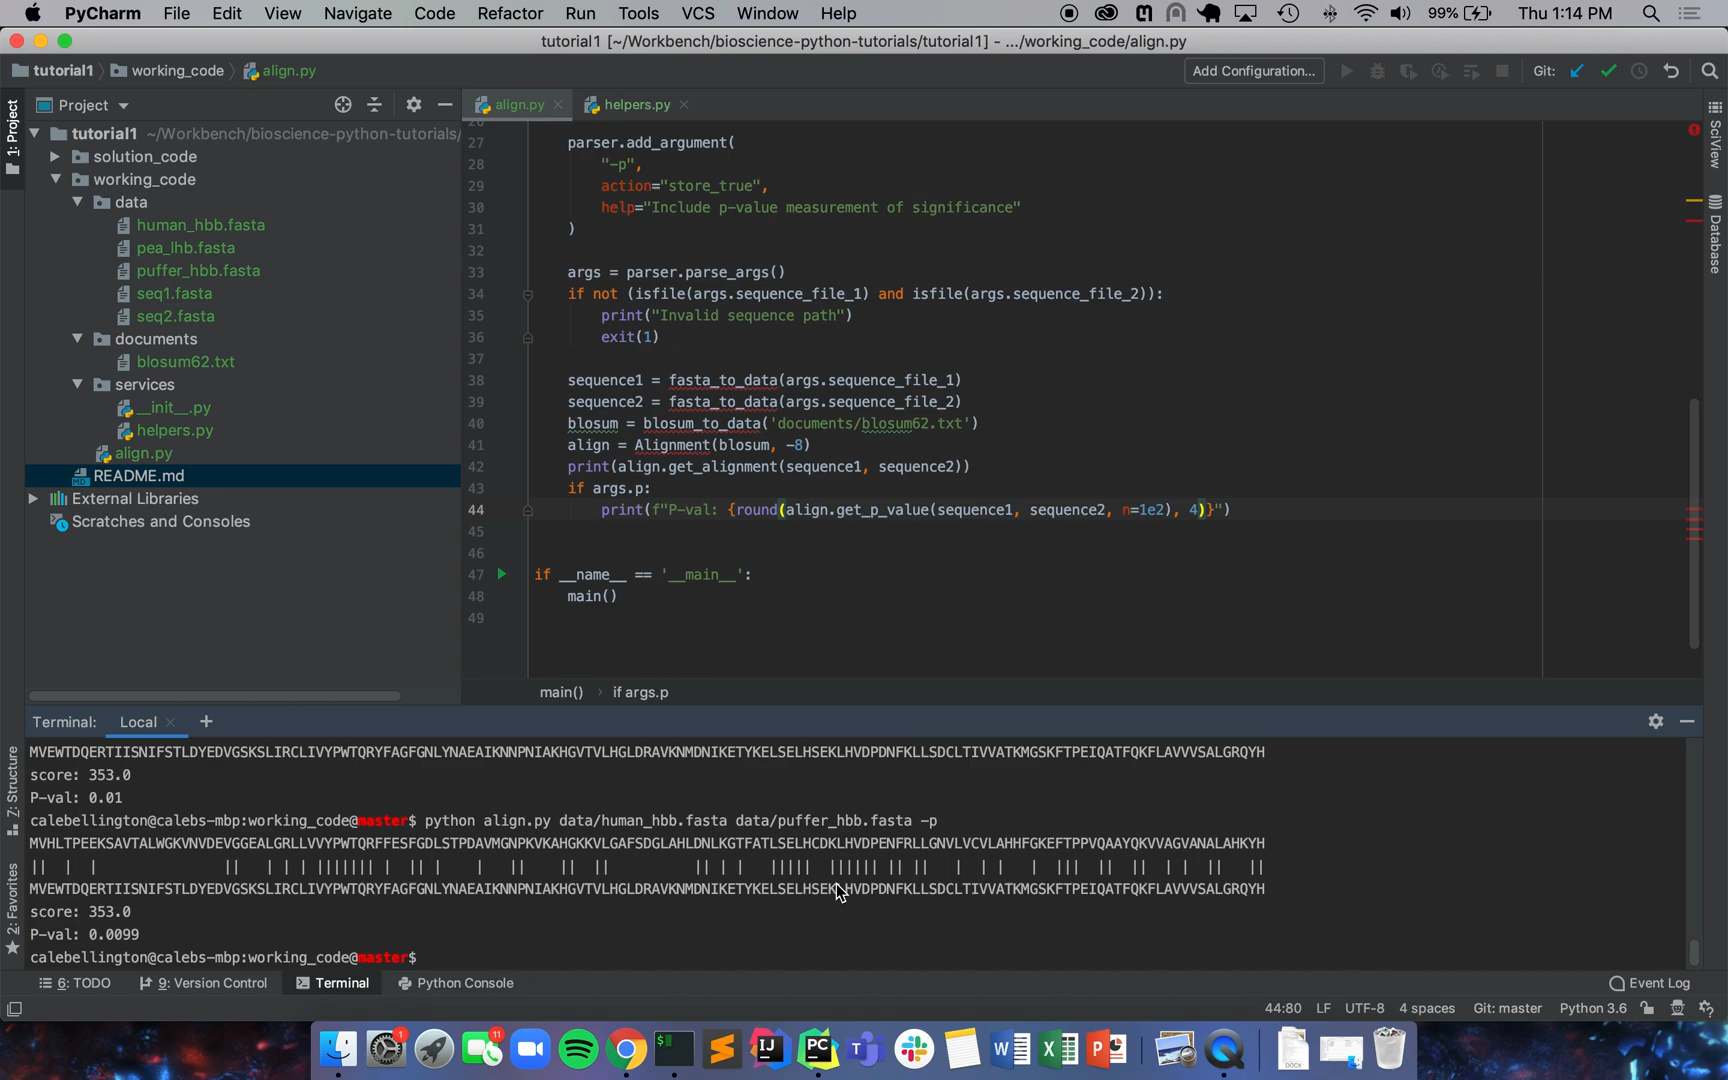 PyCharm File Edit View Navigate Code Refactor Run Tools VCS Window Help 99% Thu 1:14 PM
tutorial1 [~/Workbench/bioscience-python-tutorials/tutorial1] - .../working_code/align.py
tutorial1 working_code align.py Add Configuration... Git:
1: Project
Project
align.py
helpers.py
tutorial1 ~/Workbench/bioscience-python-tutorials/
solution_code
working_code
data
human_hbb.fasta
pea_lhb.fasta
puffer_hbb.fasta
seq1.fasta
seq2.fasta
documents
blosum62.txt
services
__init__.py
helpers.py
align.py
README.md
External Libraries
Scratches and Consoles
26
27 parser.add_argument(
28 "-p",
29 action="store_true",
30 help="Include p-value measurement of significance"
31 )
32
33 args = parser.parse_args()
34 if not (isfile(args.sequence_file_1) and isfile(args.sequence_file_2)):
35 print("Invalid sequence path")
36 exit(1)
37
38 sequence1 = fasta_to_data(args.sequence_file_1)
39 sequence2 = fasta_to_data(args.sequence_file_2)
40 blosum = blosum_to_data('documents/blosum62.txt')
41 align = Alignment(blosum, -8)
42 print(align.get_alignment(sequence1, sequence2))
43 if args.p:
44 print(f"P-val: {round(align.get_p_value(sequence1, sequence2, n=1e2), 4)}")
45
46
47 if __name__ == '__main__':
48 main()
49
SciView
Database
main() › if args.p
Terminal: Local +
MVEWTDQERTIISNIFSTLDYEDVGSKSLIRCLIVYPWTQRYFAGFGNLYNAEAIKNNPNIAKHGVTVLHGLDRAVKNMDNIKETYKELSELHSEKLHVDPDNFKLLSDCLTIVVATKMGSKFTPEIQATFQKFLAVVVSALGRQYH
score: 353.0
P-val: 0.01
calebellington@calebs-mbp:working_code@master$ python align.py data/human_hbb.fasta data/puffer_hbb.fasta -p
MVHLTPEEKSAVTALWGKVNVDEVGGEALGRLLVVYPWTQRFFESFGDLSTPDAVMGNPKVKAHGKKVLGAFSDGLAHLDNLKGTFATLSELHCDKLHVDPENFRLLGNVLVCVLAHHFGKEFTPPVQAAYQKVVAGVANALAHKYH
|| | | || | | | ||||||| | || | | | || || || | | ||||| |||||| || || | | | | ||| || | || | || ||
MVEWTDQERTIISNIFSTLDYEDVGSKSLIRCLIVYPWTQRYFAGFGNLYNAEAIKNNPNIAKHGVTVLHGLDRAVKNMDNIKETYKELSELHSEKLHVDPDNFKLLSDCLTIVVATKMGSKFTPEIQATFQKFLAVVVSALGRQYH
score: 353.0
P-val: 0.0099
calebellington@calebs-mbp:working_code@master$
7: Structure
2: Favorites
6: TODO 9: Version Control Terminal Python Console Event Log
44:80 LF UTF-8 4 spaces Git: master Python 3.6
1
11
$
IJ
PC
W
X
P
DOCX